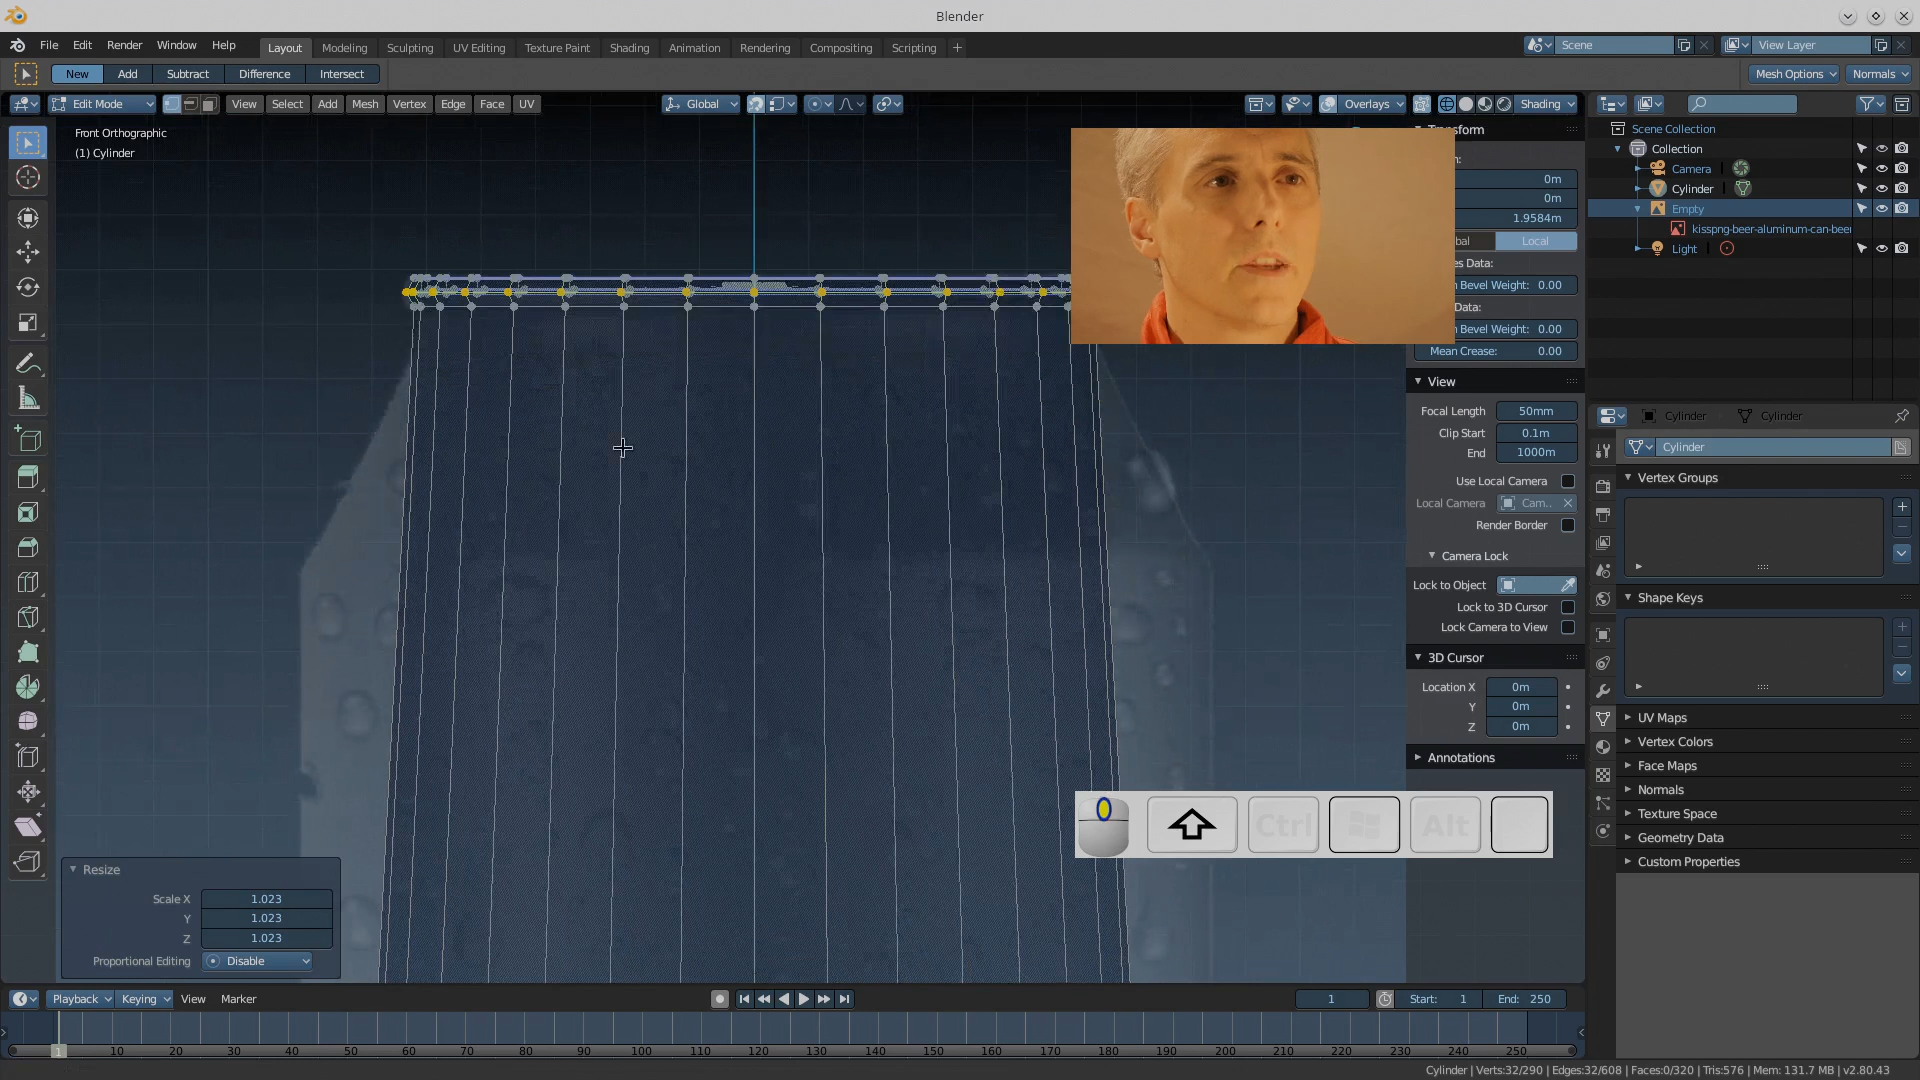 Blender
File Edit Render Window Help Layout Modeling Sculpting UV Editing Texture Paint Shading Animation Rendering Compositing Scripting + Scene View Layer
New Add Subtract Difference Intersect Mesh Options Normals
Edit Mode View Select Add Mesh Vertex Edge Face UV Global Overlays Shading
Front Orthographic
(1) Cylinder
Transform
0m
0m
1.9584m
Local
es Data:
n Bevel Weight: 0.00
Data:
n Bevel Weight: 0.00
Mean Crease: 0.00
View
Focal Length 50mm
Clip Start 0.1m
End 1000m
Use Local Camera
Local Camera Cam..
Render Border
Camera Lock
Lock to Object
Lock to 3D Cursor
Lock Camera to View
3D Cursor
Location X 0m
Y 0m
Z 0m
Annotations
Scene Collection
Collection
Camera
Cylinder
Empty
kisspng-beer-aluminum-can-beer
Light
Cylinder Cylinder
Cylinder
Vertex Groups
Shape Keys
UV Maps
Vertex Colors
Face Maps
Normals
Texture Space
Geometry Data
Custom Properties
Ctrl Alt
Resize
Scale X 1.023
Y 1.023
Z 1.023
Proportional Editing Disable
Playback Keying View Marker 1 Start: 1 End: 250
1 10 20 30 40 50 60 70 80 90 100 110 120 130 140 150 160 170 180 190 200 210 220 230 240 250
Cylinder | Verts:32/290 | Edges:32/608 | Faces:0/320 | Tris:576 | Mem: 131.7 MB | v2.80.43